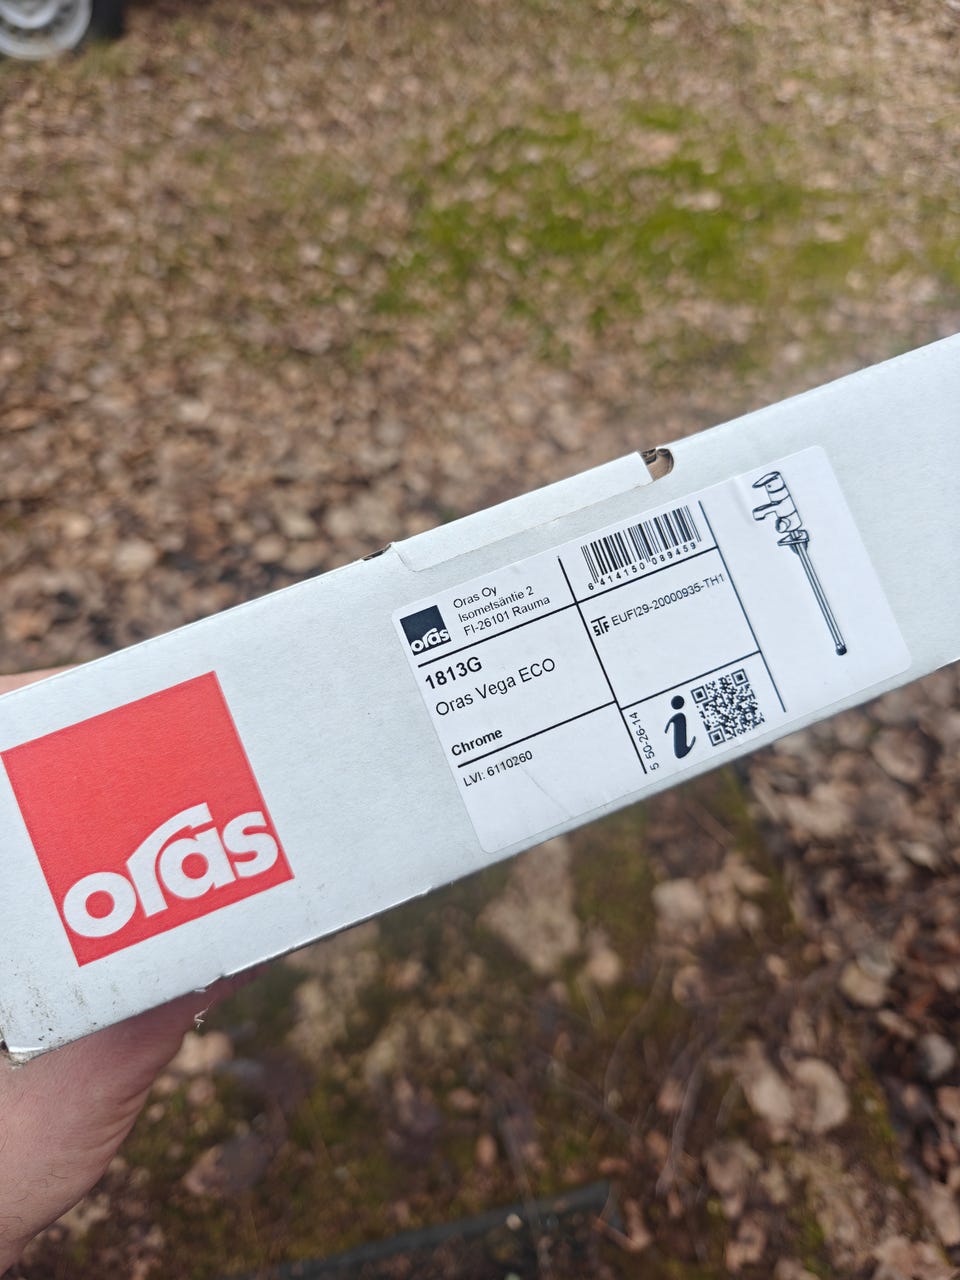 oras
oras
Oras Oy
Isometsäntie 2
FI-26101 Rauma
1813G
Oras Vega ECO
Chrome
LVI: 6110260
6 414150 089459
STF EUFI29-20000935-TH1
5 50-26-14
i